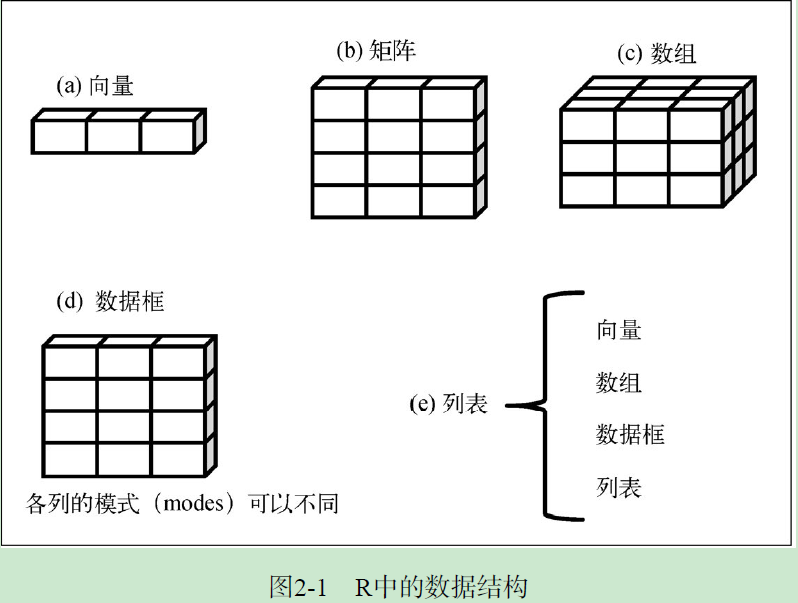 (a) 向量
(b) 矩阵
(c) 数组
(d) 数据框
各列的模式（modes）可以不同
(e) 列表
向量
数组
数据框
列表
图2-1 R中的数据结构